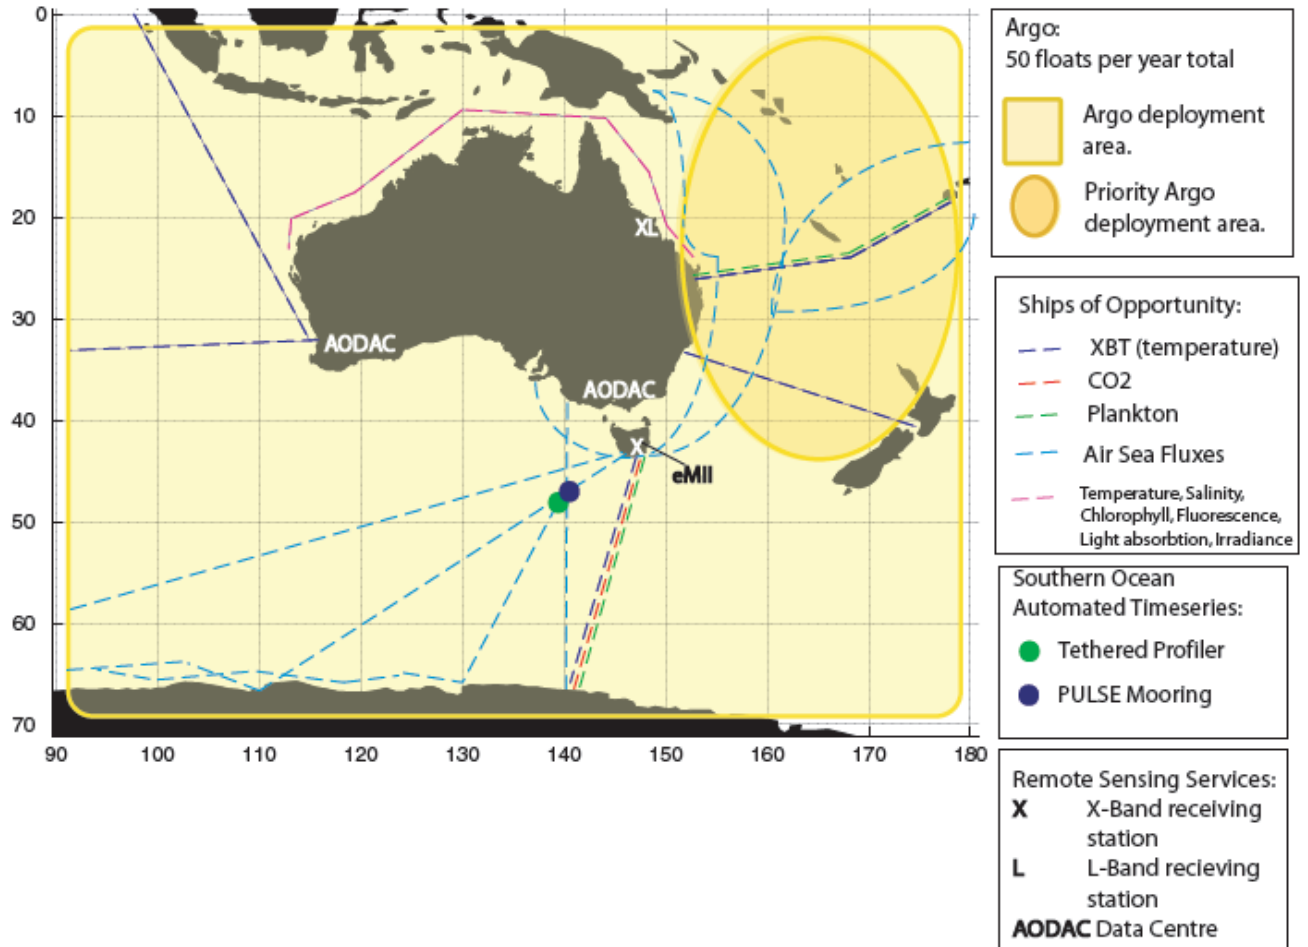 0
10
20
30
40
50
60
70
90 100 110 120 130 140 150 160 170 180
XL
AODAC
AODAC
X
eMII
Argo:
50 floats per year total
Argo deployment
area.
Priority Argo
deployment area.
Ships of Opportunity:
XBT (temperature)
CO2
Plankton
Air Sea Fluxes
Temperature, Salinity,
Chlorophyll, Fluorescence,
Light absorbtion, Irradiance
Southern Ocean
Automated Timeseries:
Tethered Profiler
PULSE Mooring
Remote Sensing Services:
X X-Band receiving
station
L L-Band recieving
station
AODAC Data Centre